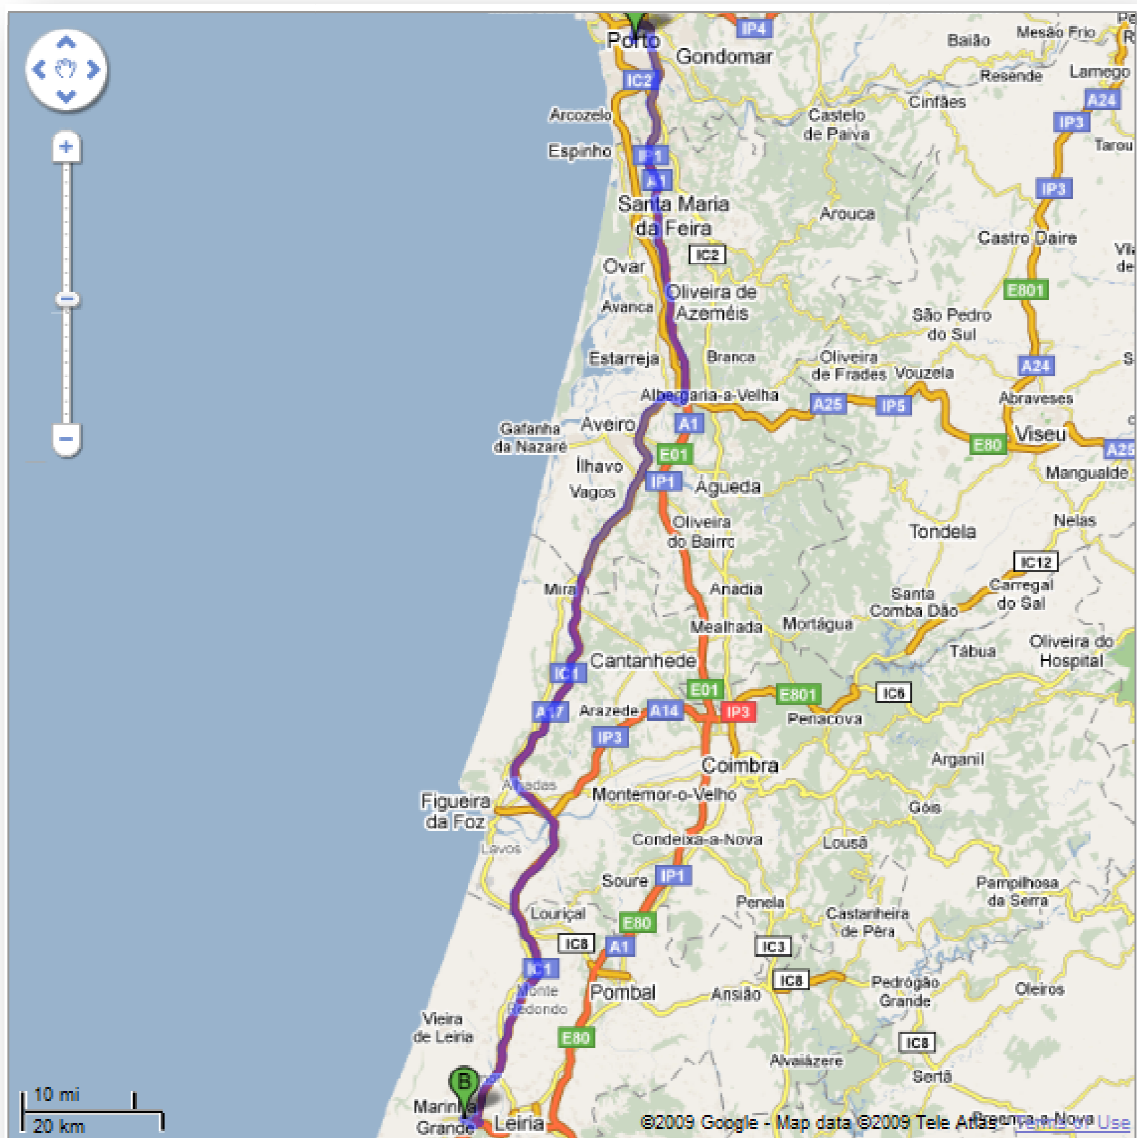 Porto
IP4
Mesão Frio
Baião
Gondomar
Resende
Lamego
IC2
A24
Cinfães
Arcozelo
Castelo
de Paiva
IP3
Tarou
Espinho
IP1
A1
IP3
Santa Maria
da Feira
Arouca
Castro Daire
IC2
Ovar
Oliveira de
Azeméis
E801
Avanca
São Pedro
do Sul
Estarreja
Branca
Oliveira
de Frades
Vouzela
A24
Albergaria-a-Velha
A25
IP5
Abraveses
Gafanha
da Nazaré
Aveiro
A1
Viseu
E80
A25
E01
Ílhavo
Mangualde
Vagos
IP1
Águeda
Oliveira
do Bairro
Tondela
Nelas
IC12
Mira
Anadia
Santa
Comba Dão
Carregal
do Sal
Mealhada
Mortágua
Tábua
Oliveira do
Hospital
Cantanhede
IC1
E01
E801
IC6
A17
Arazede
A14
IP3
Penacova
IP3
Coimbra
Arganil
Alhadas
Montemor-o-Velho
Figueira
da Foz
Góis
Lavos
Condeixa-a-Nova
Lousã
Soure
IP1
Pampilhosa
da Serra
Penela
Louriçal
E80
Castanheira
de Pêra
IC8
A1
IC3
IC1
IC8
Monte
Redondo
Pombal
Ansião
Pedrógão
Grande
Oleiros
Vieira
de Leiria
E80
IC8
Alvaiázere
Sertã
B
10 mi
20 km
Marinha
Grande
Leiria
©2009 Google - Map data ©2009 Tele Atlas - Terms of Use
Proença-a-Nova